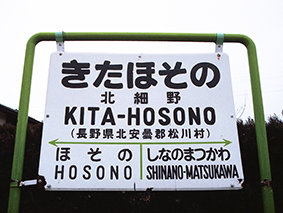 きたほその
北細野
KITA-HOSONO
(長野県北安曇郡松川村)
ほその しなのまつかわ
HOSONO SHINANO-MATSUKAWA